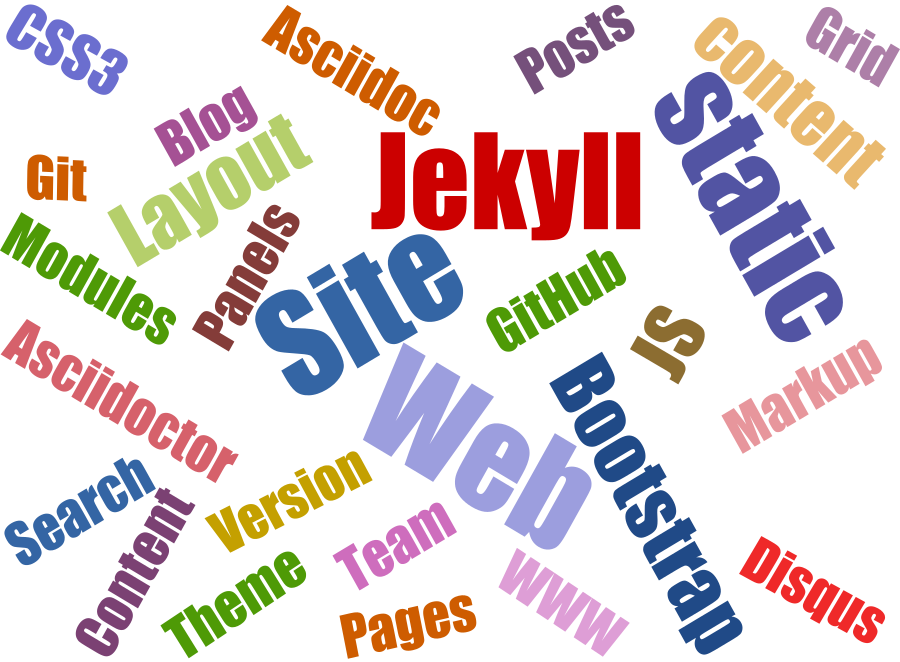 CSS3
Asciidoc
Posts
content
Grid
Blog
Static
Git
Layout
Jekyll
Modules
Panels
Site
GitHub
JS
Asciidoctor
Web
Bootstrap
Markup
Search
Version
Content
Team
Theme
Pages
WWW
Disqus